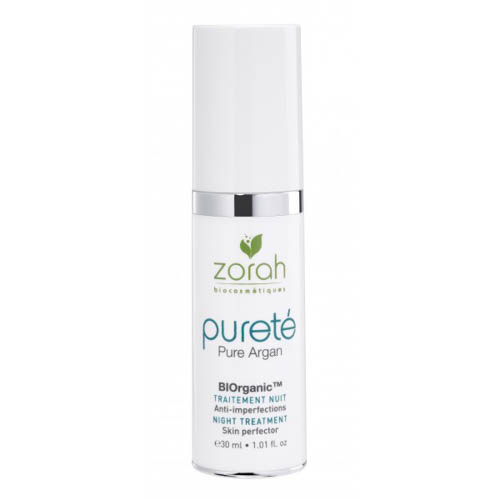 zorah
biocosmétiques
pureté
Pure Argan
BIOrganic™
TRAITEMENT NUIT
Anti-imperfections
NIGHT TREATMENT
Skin perfector
℮30 ml • 1.01 fl. oz